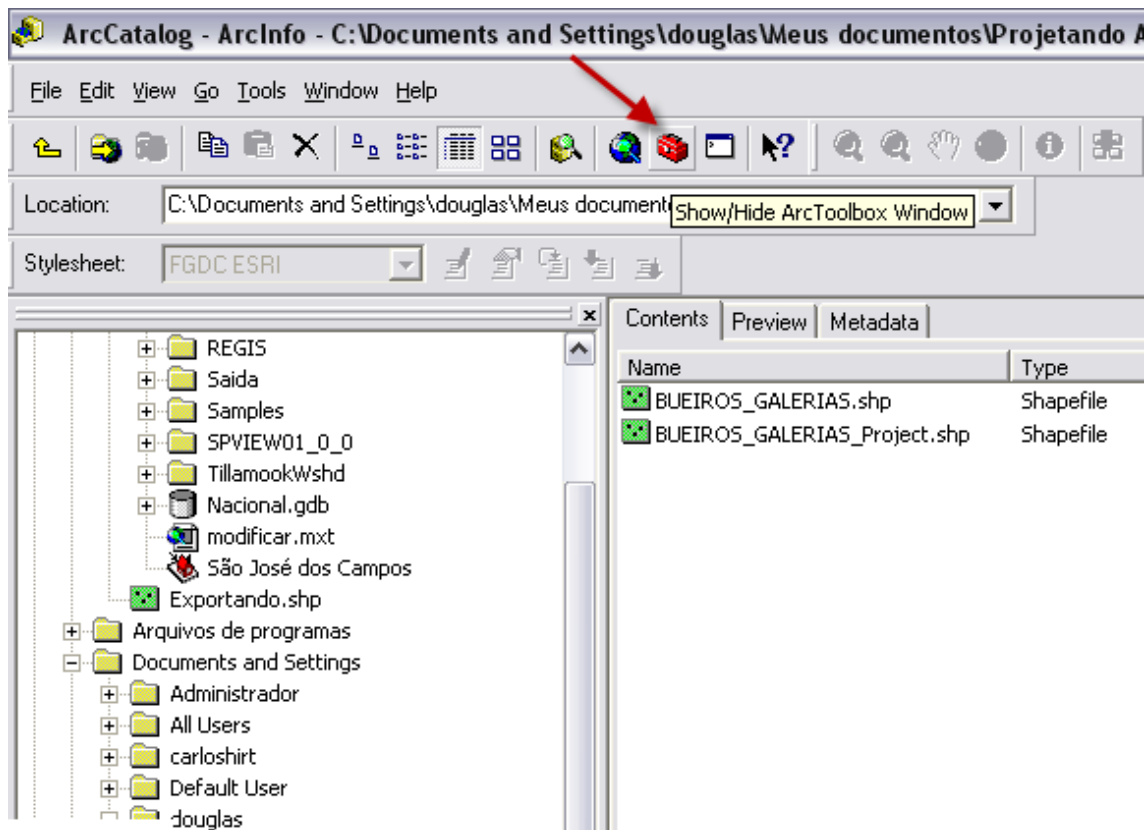 ArcCatalog - ArcInfo - C:\Documents and Settings\douglas\Meus documentos\Projetando A
File Edit View Go Tools Window Help
Location: C:\Documents and Settings\douglas\Meus document
Show/Hide ArcToolbox Window
Stylesheet: FGDC ESRI
Contents Preview Metadata
Name Type
BUEIROS_GALERIAS.shp Shapefile
BUEIROS_GALERIAS_Project.shp Shapefile
REGIS
Saida
Samples
SPVIEW01_0_0
TillamookWshd
Nacional.gdb
modificar.mxt
São José dos Campos
Exportando.shp
Arquivos de programas
Documents and Settings
Administrador
All Users
carloshirt
Default User
douglas